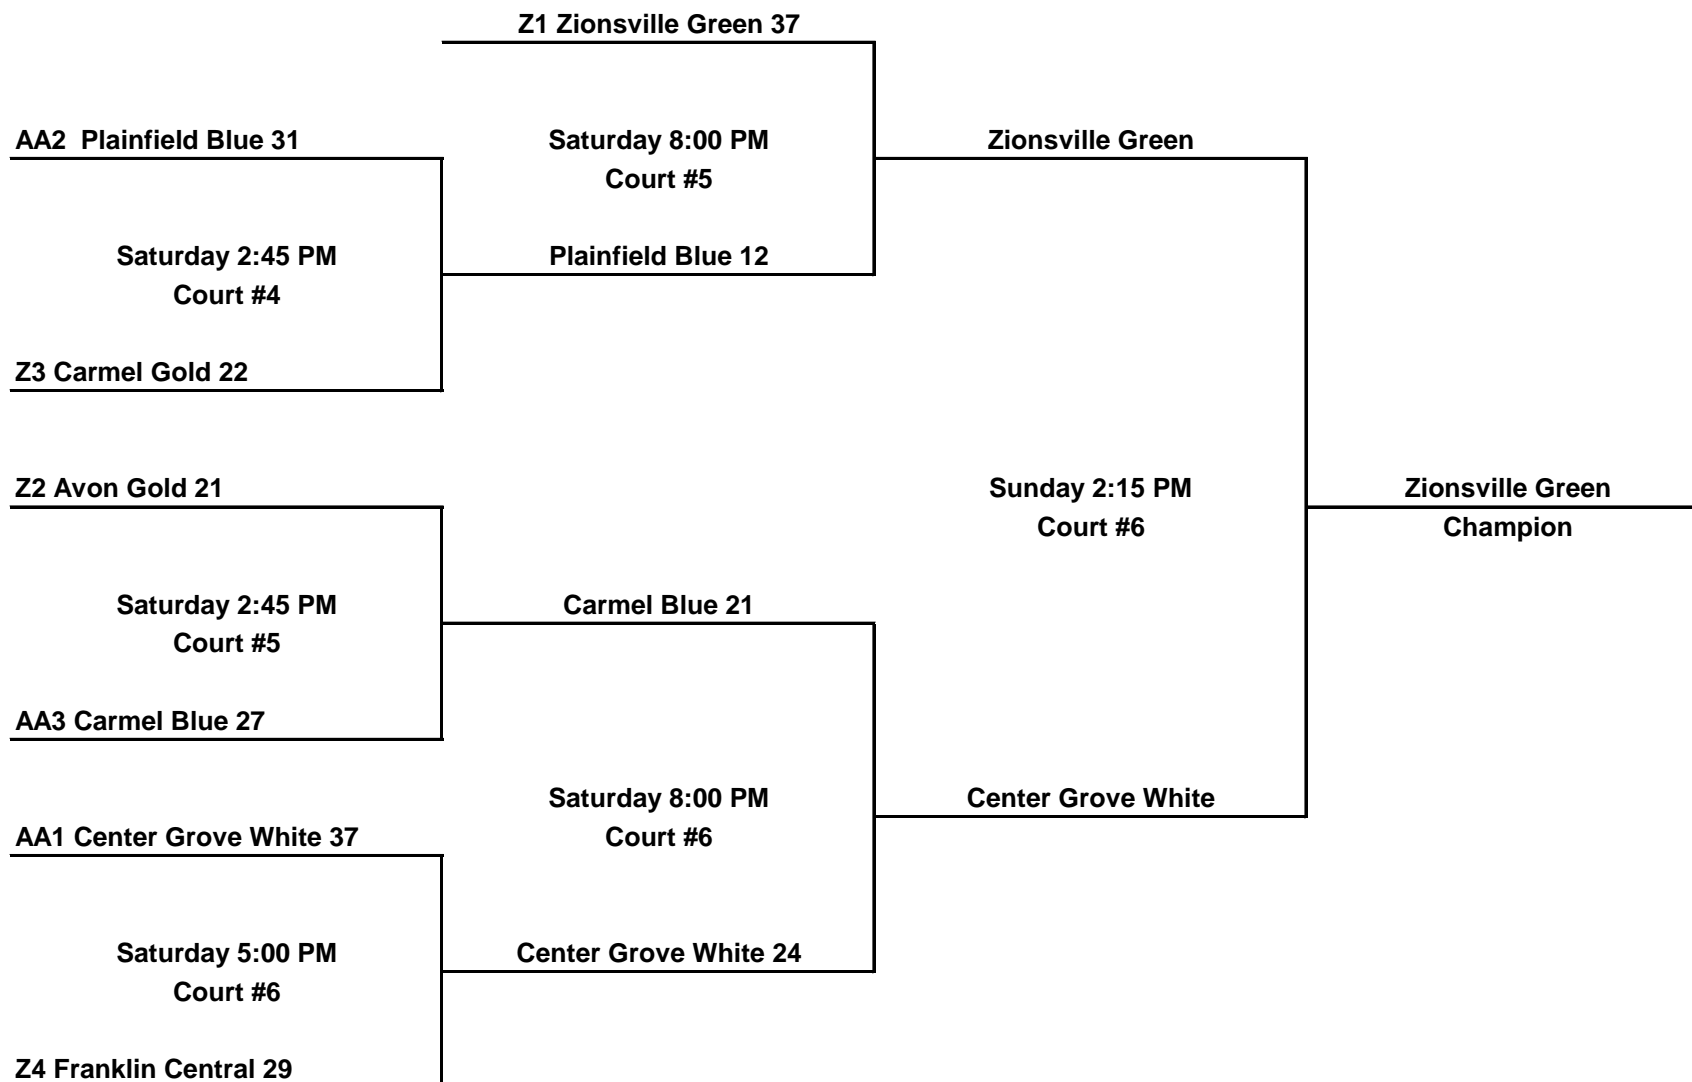 Z1 Zionsville Green 37
AA2  Plainfield Blue 31
Saturday 8:00 PM
Court #5
Zionsville Green
Saturday 2:45 PM
Court #4
Plainfield Blue 12
Z3 Carmel Gold 22
Z2 Avon Gold 21
Sunday 2:15 PM
Court #6
Zionsville Green
Champion
Saturday 2:45 PM
Court #5
Carmel Blue 21
AA3 Carmel Blue 27
Saturday 8:00 PM
Court #6
Center Grove White
AA1 Center Grove White 37
Saturday 5:00 PM
Court #6
Center Grove White 24
Z4 Franklin Central 29